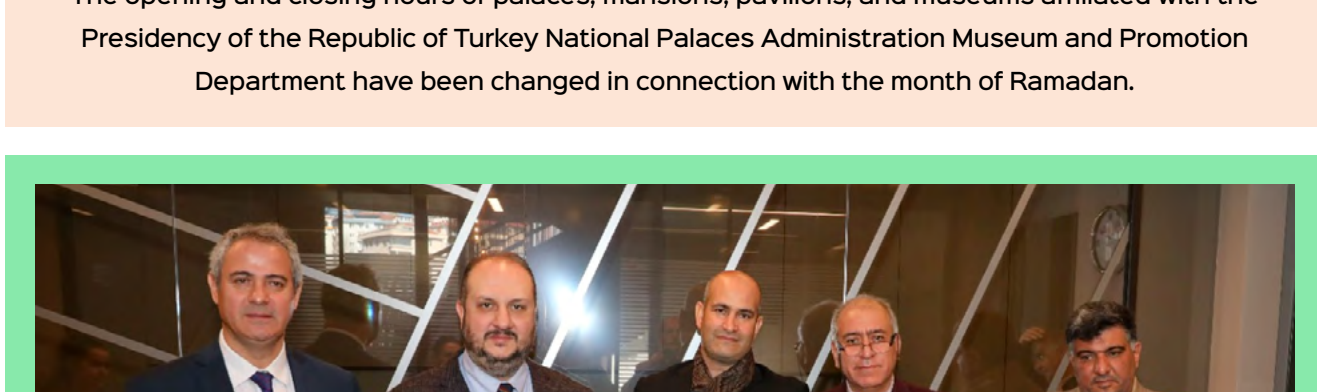 The opening and closing hours of palaces, mansions, pavilions, and museums affiliated with the
Presidency of the Republic of Turkey National Palaces Administration Museum and Promotion
Department have been changed in connection with the month of Ramadan.